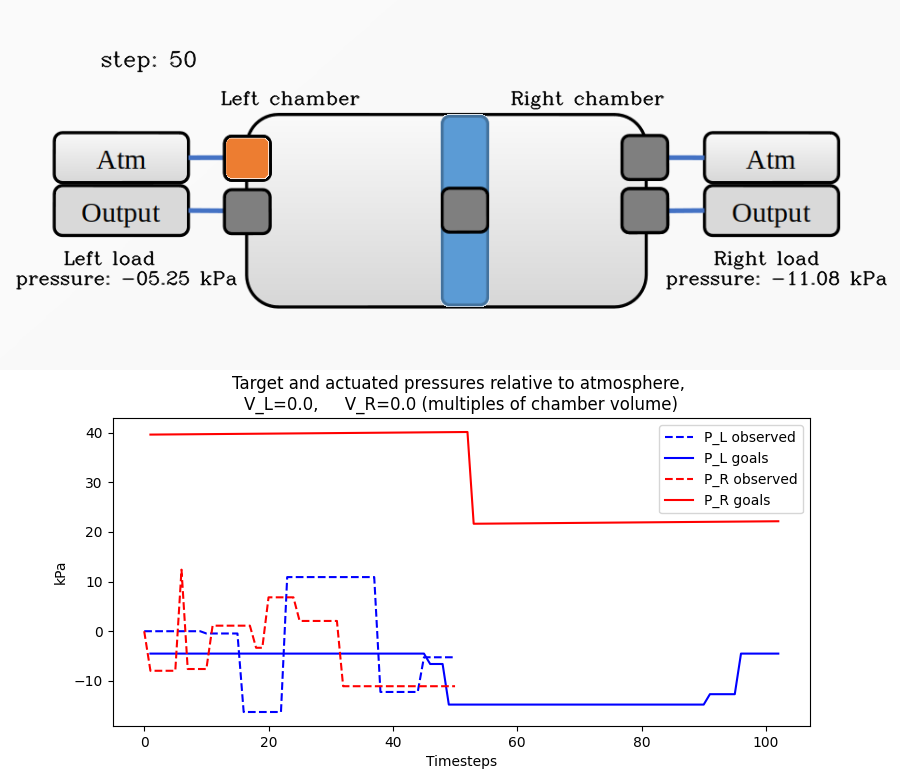 step: 50
Left chamber
Right chamber
Atm
Atm
Output
Output
Left load
pressure: -05.25 kPa
Right load
pressure: -11.08 kPa
Target and actuated pressures relative to atmosphere,
V_L=0.0,     V_R=0.0 (multiples of chamber volume)
40
30
20
10
0
−10
kPa
P_L observed
P_L goals
P_R observed
P_R goals
0
20
40
60
80
100
Timesteps